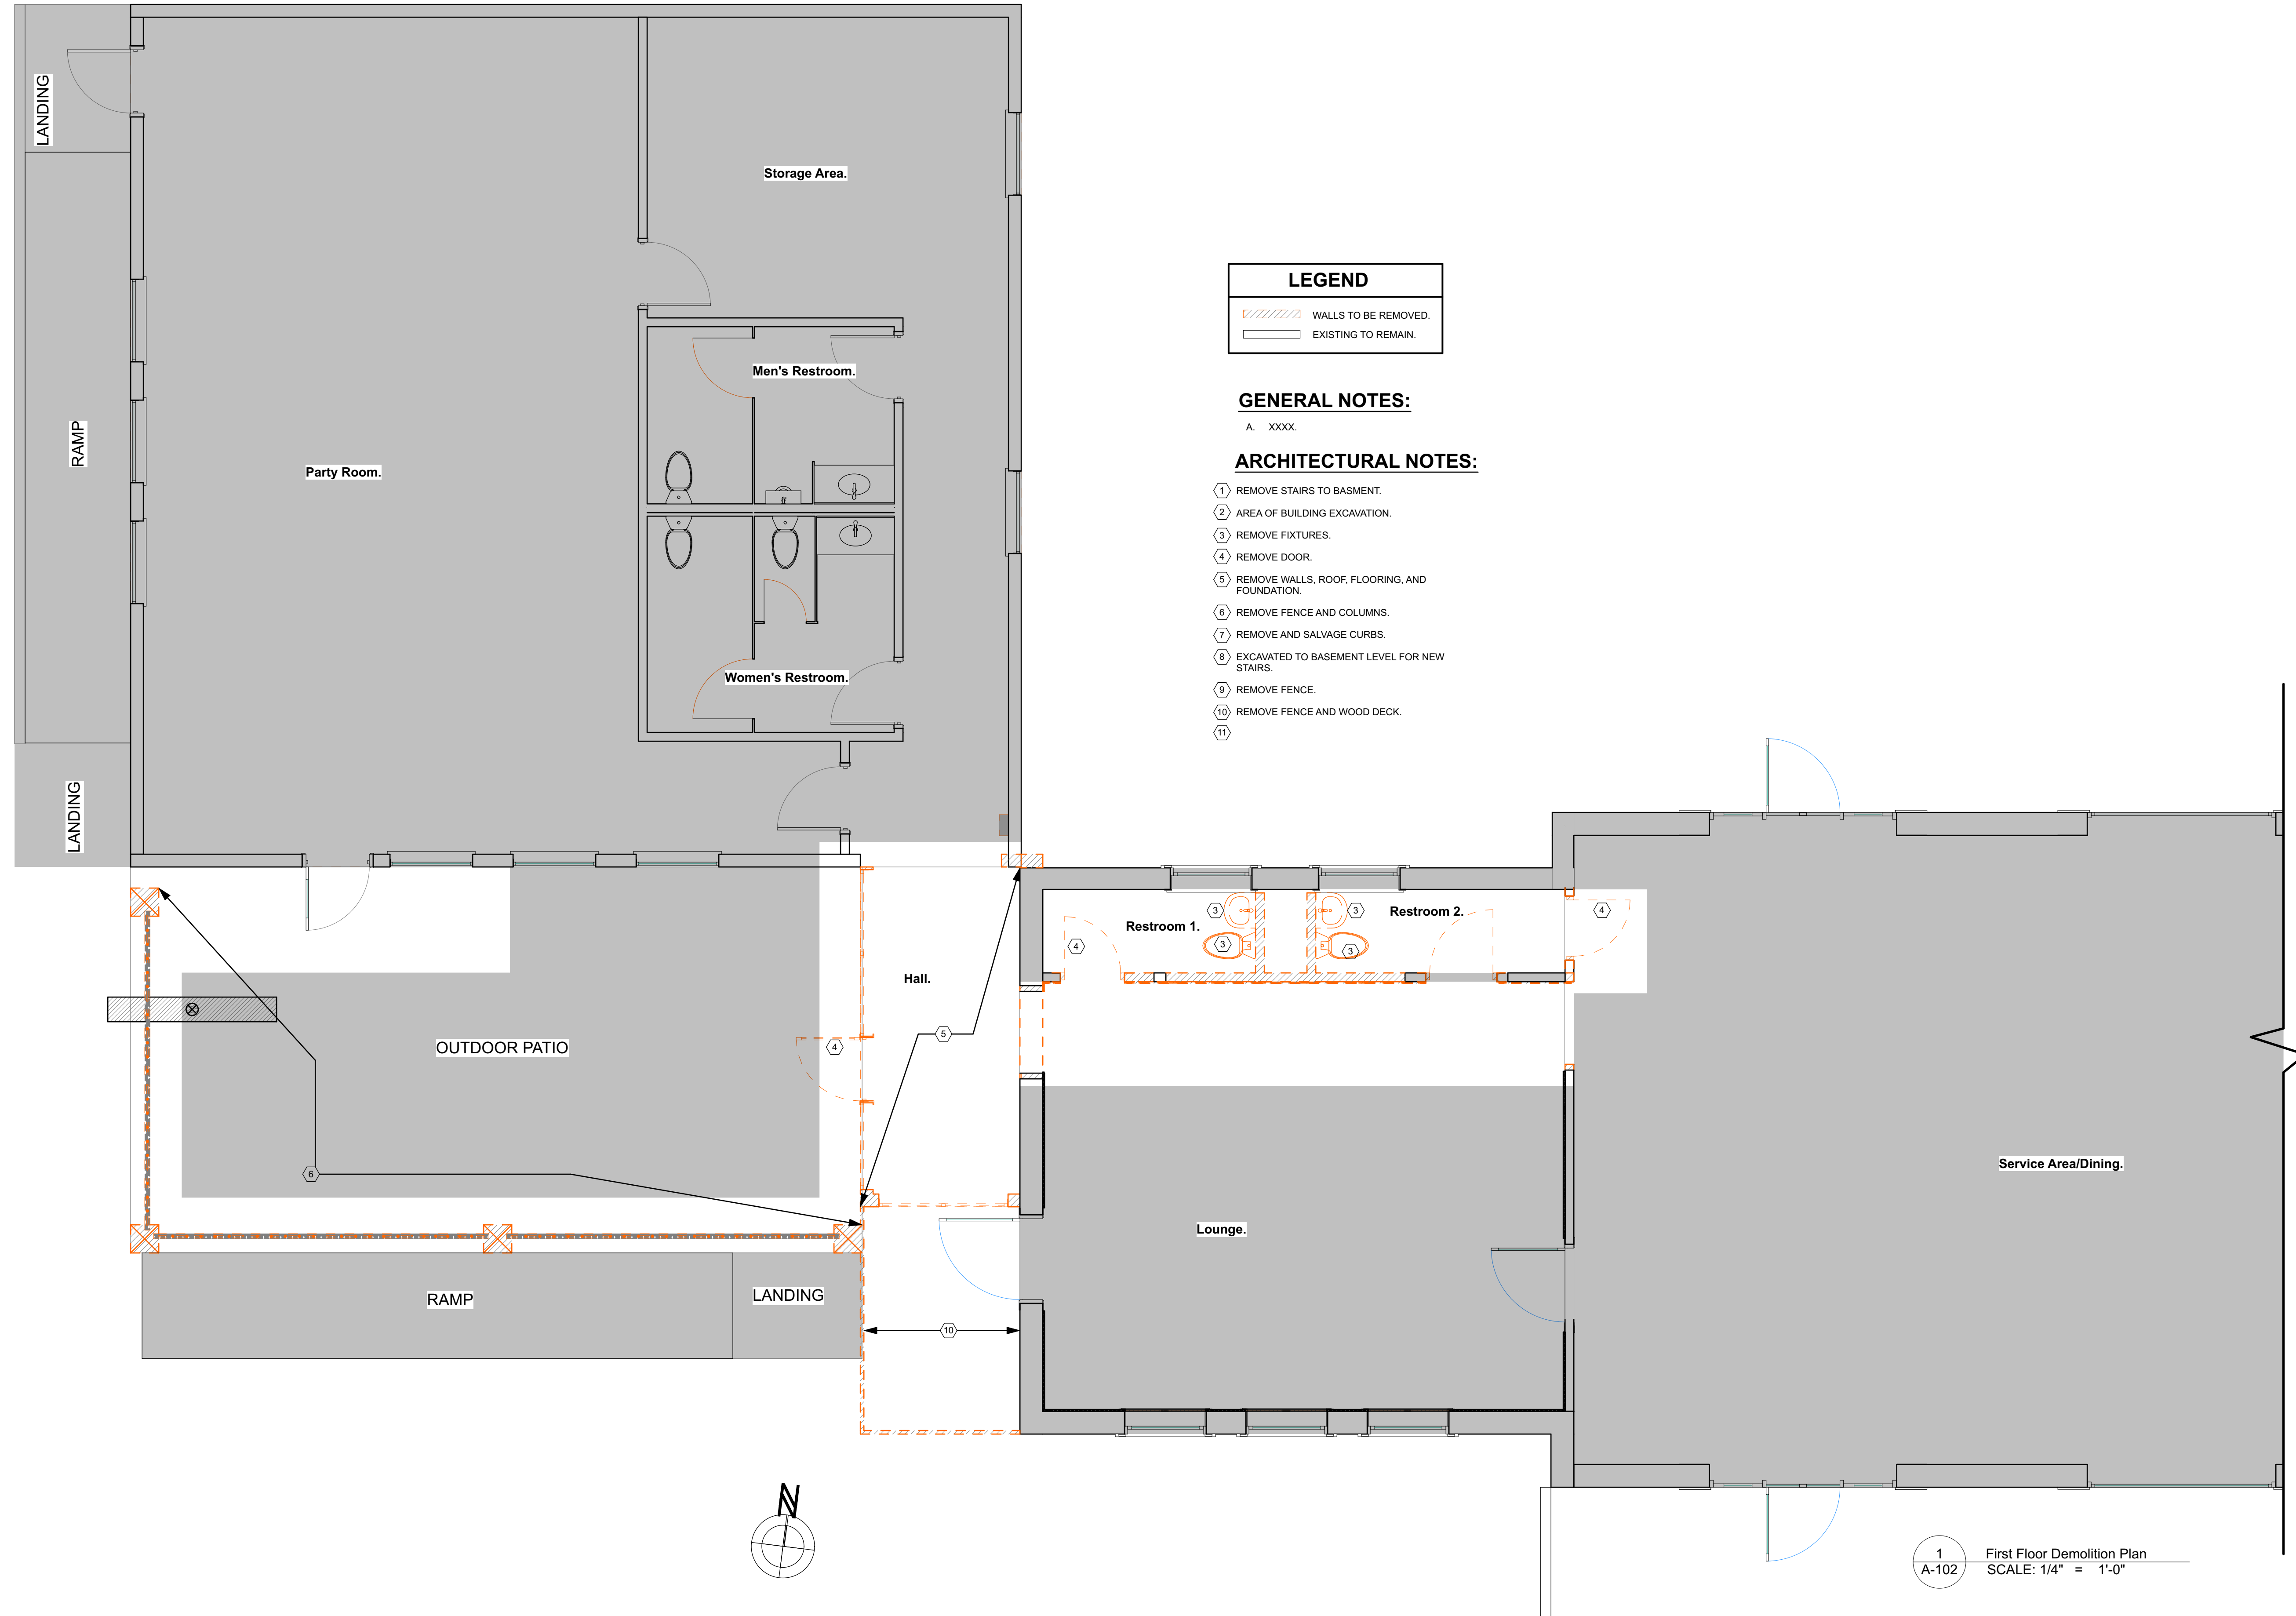 LANDING
Storage Area.
LEGEND
WALLS TO BE REMOVED.
EXISTING TO REMAIN.
Men's Restroom.
GENERAL NOTES:
A. XXXX.
RAMP
Party Room.
ARCHITECTURAL NOTES:
1 REMOVE STAIRS TO BASMENT.
2 AREA OF BUILDING EXCAVATION.
3 REMOVE FIXTURES.
4 REMOVE DOOR.
5 REMOVE WALLS, ROOF, FLOORING, AND
FOUNDATION.
6 REMOVE FENCE AND COLUMNS.
7 REMOVE AND SALVAGE CURBS.
8 EXCAVATED TO BASEMENT LEVEL FOR NEW
STAIRS.
9 REMOVE FENCE.
10 REMOVE FENCE AND WOOD DECK.
11
Women's Restroom.
LANDING
3
3
Restroom 2.
4
Restroom 1.
4
3
3
Hall.
5
OUTDOOR PATIO
4
6
Service Area/Dining.
Lounge.
RAMP
LANDING
10
N
1
A-102
First Floor Demolition Plan
SCALE: 1/4" = 1'-0"